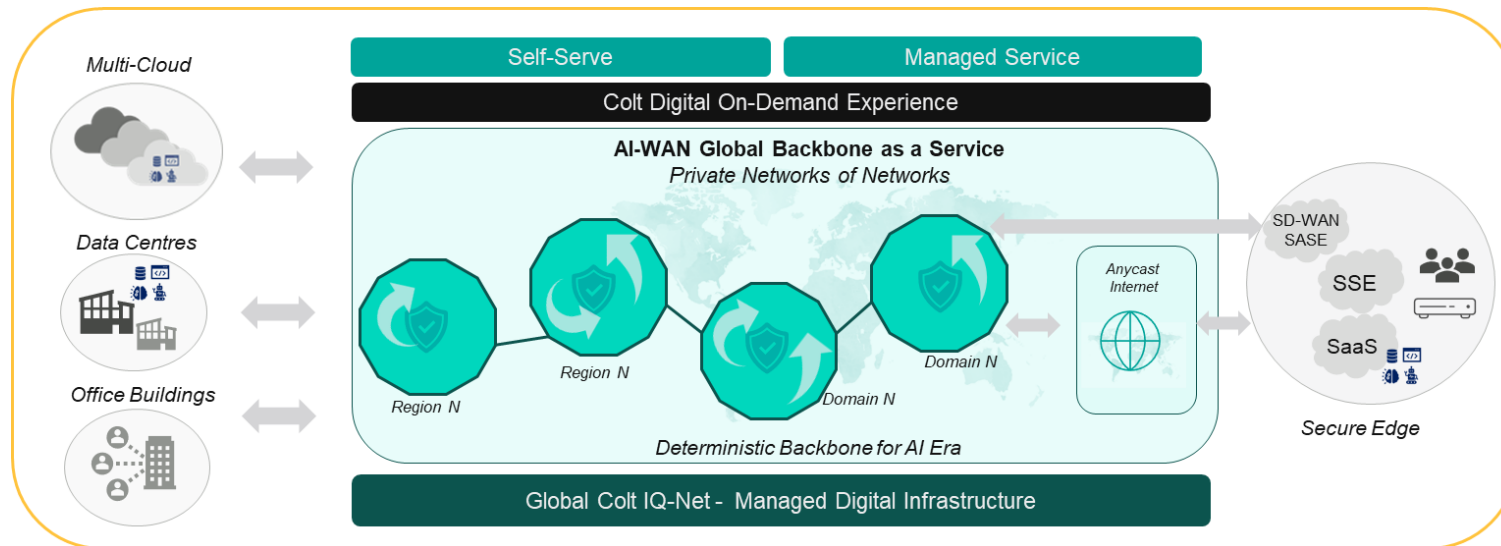 Multi-Cloud
Data Centres
Office Buildings
Self-Serve
Managed Service
Colt Digital On-Demand Experience
AI-WAN Global Backbone as a Service
Private Networks of Networks
Region N
Region N
Domain N
Domain N
Anycast
Internet
Deterministic Backbone for AI Era
Global Colt IQ-Net - Managed Digital Infrastructure
SD-WAN
SASE
SSE
SaaS
Secure Edge